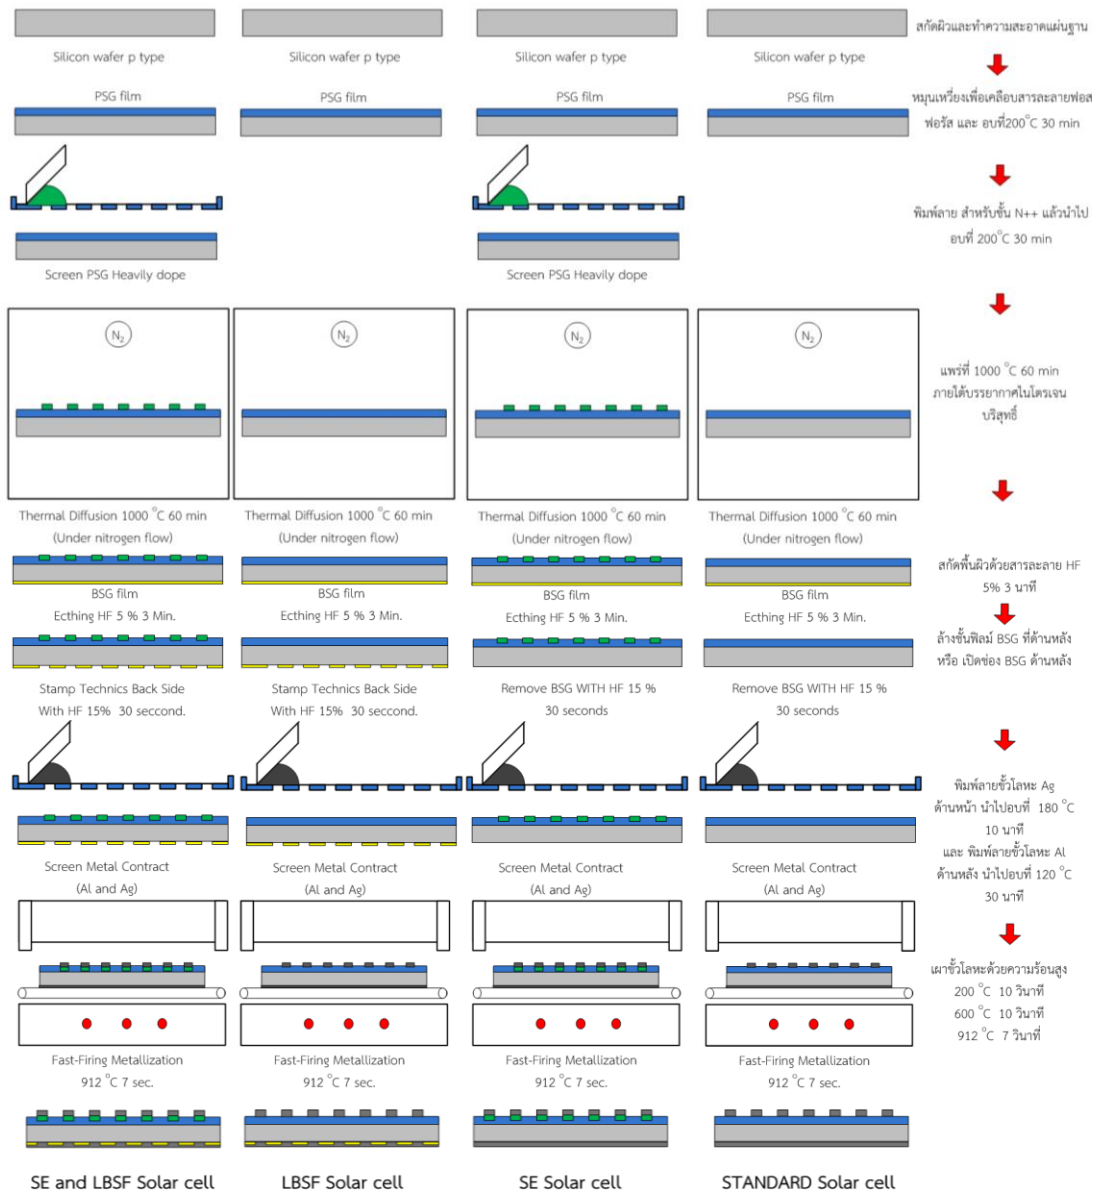 สกัดผิวและทำความสะอาดแผ่นฐาน
Silicon wafer p type
Silicon wafer p type
Silicon wafer p type
Silicon wafer p type
PSG film
PSG film
PSG film
PSG film
หมุนเหวี่ยงเพื่อเคลือบสารละลายฟอส
ฟอรัส และ อบที่200°C 30 min
พิมพ์ลาย สำหรับชั้น N++ แล้วนำไป
อบที่ 200°C 30 min
Screen PSG Heavily dope
Screen PSG Heavily dope
N2
N2
N2
N2
แพร่ที่ 1000 °C 60 min
ภายใต้บรรยากาศไนโตรเจน
บริสุทธิ์
Thermal Diffusion 1000 °C 60 min
(Under nitrogen flow)
Thermal Diffusion 1000 °C 60 min
(Under nitrogen flow)
Thermal Diffusion 1000 °C 60 min
(Under nitrogen flow)
Thermal Diffusion 1000 °C 60 min
(Under nitrogen flow)
สกัดพื้นผิวด้วยสารละลาย HF
5% 3 นาที
BSG film
Ecthing HF 5 % 3 Min.
BSG film
Ecthing HF 5 % 3 Min.
BSG film
Ecthing HF 5 % 3 Min.
BSG film
Ecthing HF 5 % 3 Min.
ล้างชั้นฟิลม์ BSG ที่ด้านหลัง
หรือ เปิดช่อง BSG ด้านหลัง
Stamp Technics Back Side
With HF 15% 30 seccond.
Stamp Technics Back Side
With HF 15% 30 seccond.
Remove BSG WITH HF 15 %
30 seconds
Remove BSG WITH HF 15 %
30 seconds
พิมพ์ลายขั้วโลหะ Ag
ด้านหน้า นำไปอบที่ 180 °C
10 นาที
และ พิมพ์ลายขั้วโลหะ Al
ด้านหลัง นำไปอบที่ 120 °C
30 นาที
Screen Metal Contract
(Al and Ag)
Screen Metal Contract
(Al and Ag)
Screen Metal Contract
(Al and Ag)
Screen Metal Contract
(Al and Ag)
เผาขั้วโลหะด้วยความร้อนสูง
200 °C 10 วินาที
600 °C 10 วินาที
912 °C 7 วินาที่
Fast-Firing Metallization
912 °C 7 sec.
Fast-Firing Metallization
912 °C 7 sec.
Fast-Firing Metallization
912 °C 7 sec.
Fast-Firing Metallization
912 °C 7 sec.
SE and LBSF Solar cell
LBSF Solar cell
SE Solar cell
STANDARD Solar cell